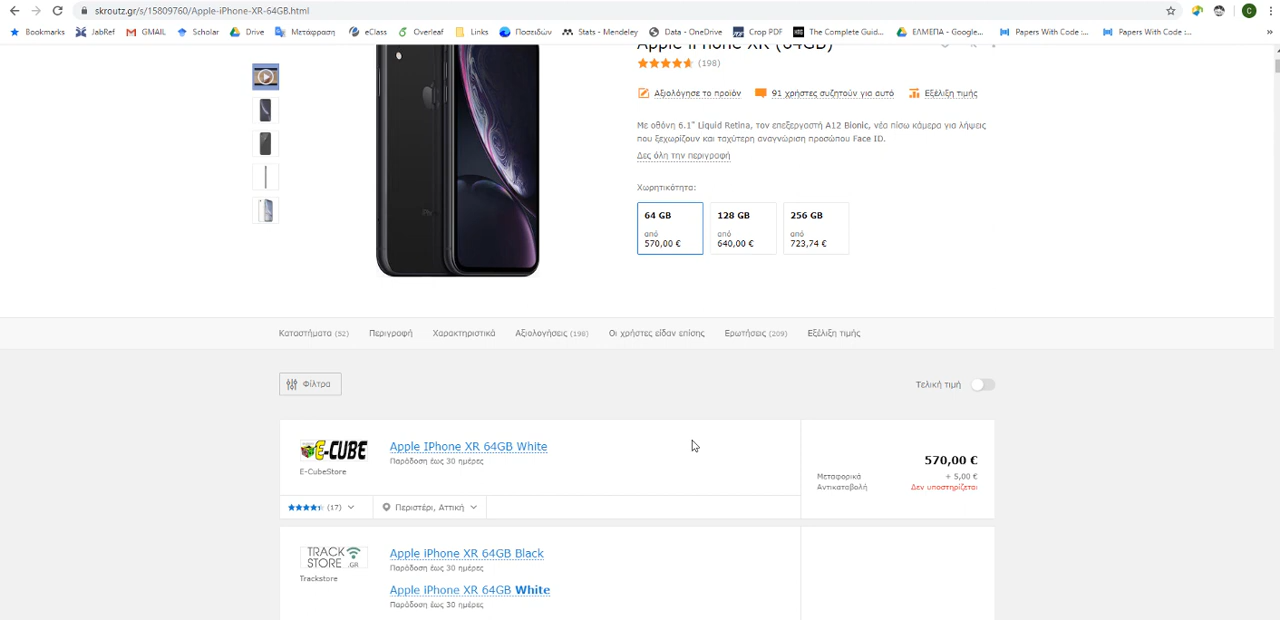 skroutz.gr/s/15809760/Apple-iPhone-XR-64GB.html
Bookmarks JabRef GMAIL Scholar Drive Μετάφραση eClass Overleaf Links Ποσειδών Stats - Mendeley Data - OneDrive Crop PDF The Complete Guid... ΕΛΜΕΠΑ - Google... Papers With Code :... Papers With Code :... »
Apple iPhone XR (64GB)
(198)
Αξιολόγησε το προϊόν 91 χρήστες συζητούν για αυτό Εξέλιξη τιμής
Με οθόνη 6.1" Liquid Retina, τον επεξεργαστή A12 Bionic, νέα πίσω κάμερα για λήψεις
που ξεχωρίζουν και ταχύτερη αναγνώριση προσώπου Face ID.
Δες όλη την περιγραφή
Χωρητικότητα:
64 GB 128 GB 256 GB
από από από
570,00 € 640,00 € 723,74 €
Καταστήματα (52) Περιγραφή Χαρακτηριστικά Αξιολογήσεις (198) Οι χρήστες είδαν επίσης Ερωτήσεις (209) Εξέλιξη τιμής
Φίλτρα Τελική τιμή
E-CUBE Apple IPhone XR 64GB White 570,00 €
Παράδοση έως 30 ημέρες
E-CubeStore Μεταφορικά + 5,00 €
Αντικαταβολή Δεν υποστηρίζεται
(17) Περιστέρι, Αττική
TRACK STORE .GR Apple iPhone XR 64GB Black
Παράδοση έως 30 ημέρες
Trackstore
Apple iPhone XR 64GB White
Παράδοση έως 30 ημέρες